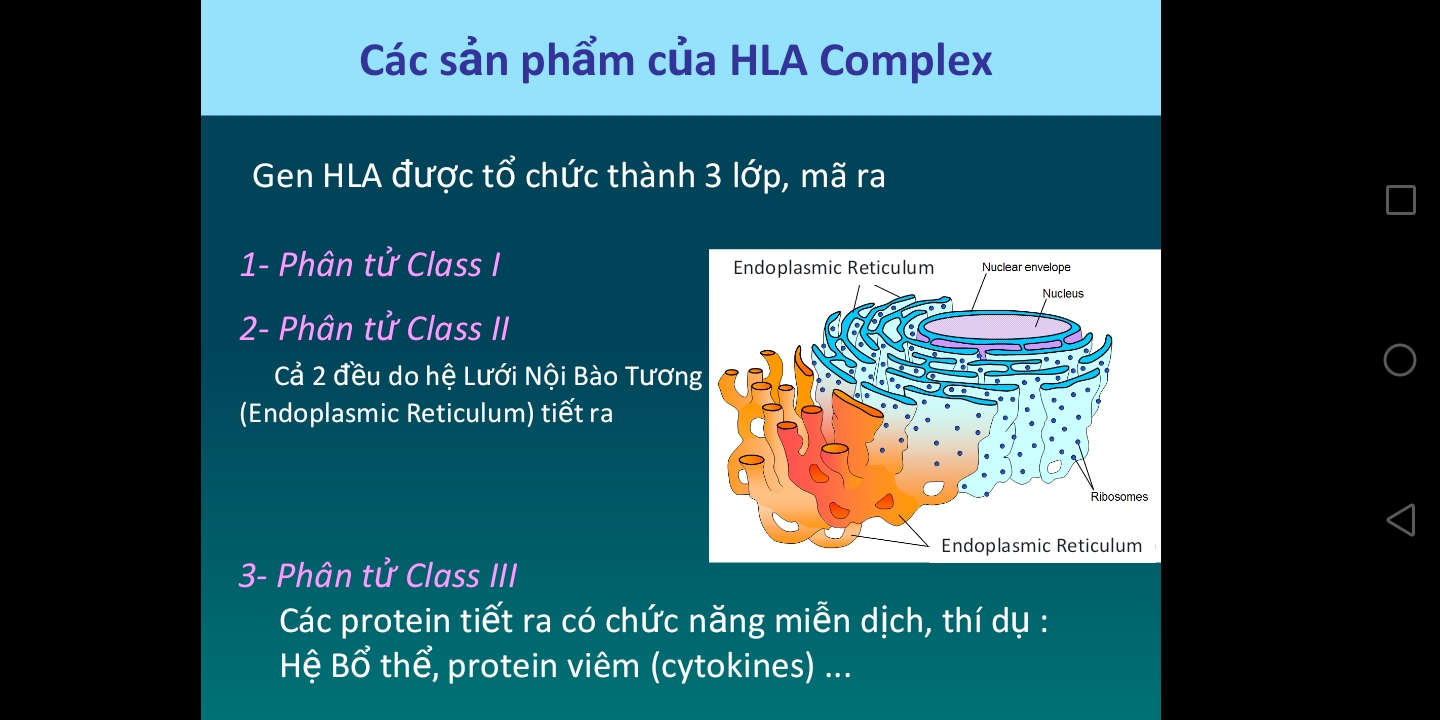 Các sản phẩm của HLA Complex
Gen HLA được tổ chức thành 3 lớp, mã ra
1- Phân tử Class I
2- Phân tử Class II
Cả 2 đều do hệ Lưới Nội Bào Tương
(Endoplasmic Reticulum) tiết ra
Endoplasmic Reticulum
Nuclear envelope
Nucleus
Ribosomes
Endoplasmic Reticulum
3- Phân tử Class III
Các protein tiết ra có chức năng miễn dịch, thí dụ :
Hệ Bổ thể, protein viêm (cytokines) ...